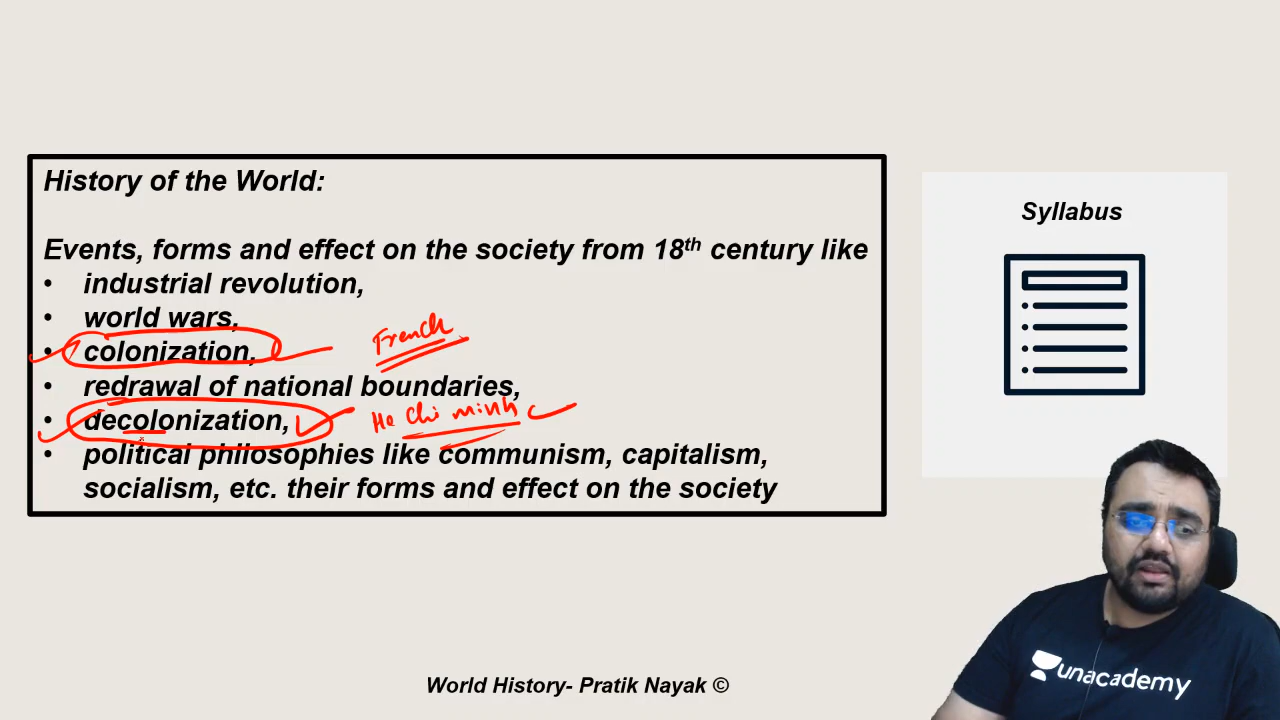 History of the World:
Events, forms and effect on the society from 18th century like
• industrial revolution,
• world wars,
• colonization,
French
• redrawal of national boundaries,
• decolonization,
Ho Chi minh
• political philosophies like communism, capitalism,
socialism, etc. their forms and effect on the society
Syllabus
unacademy
World History- Pratik Nayak ©